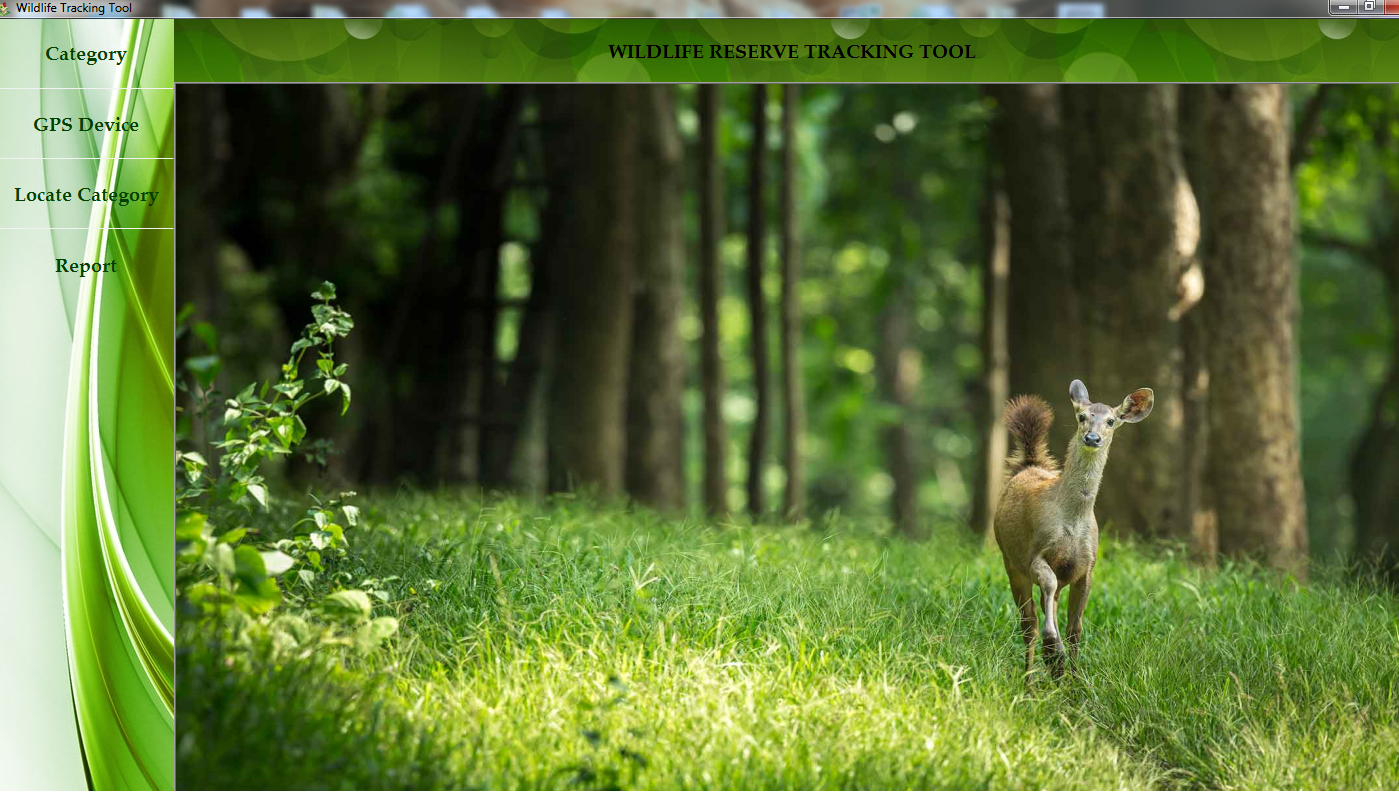 Wildlife Tracking Tool
WILDLIFE RESERVE TRACKING TOOL
Category
GPS Device
Locate Category
Report